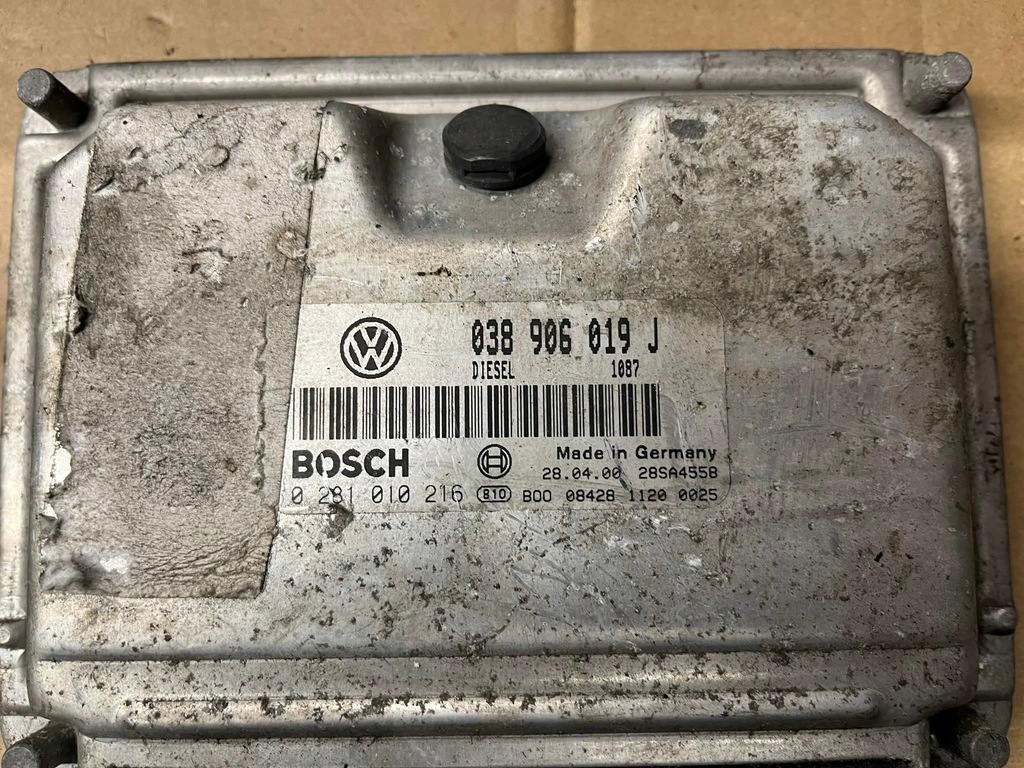 038 906 019 J
DIESEL 1087
BOSCH Made in Germany
28.04.00 28SA4558
0 281 010 216 810 B00 08428 1120 0025